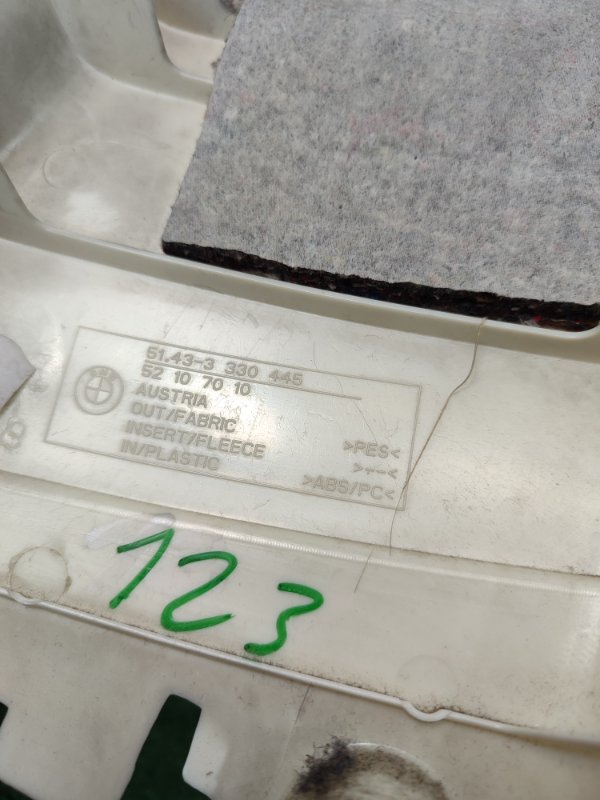 51.43-3 330 445
52 10 70 10
AUSTRIA
OUT/FABRIC >PES<
INSERT/FLEECE >--<
IN/PLASTIC >ABS/PC<
123